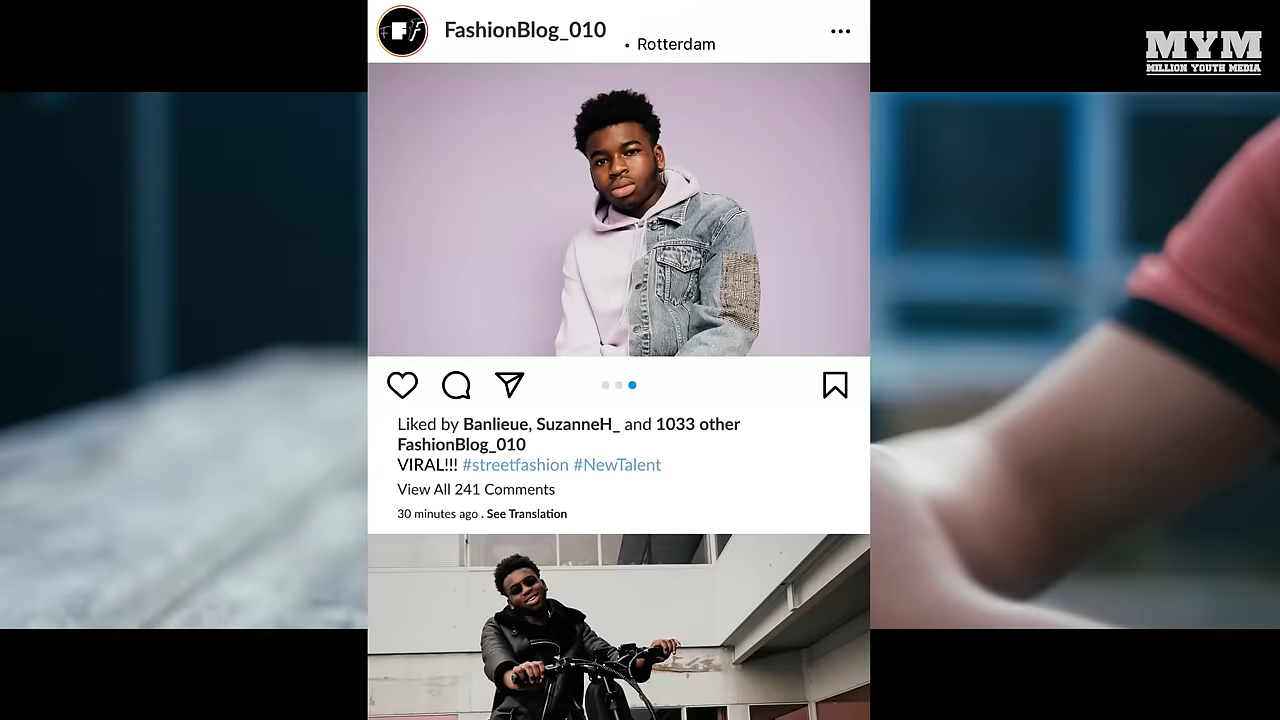 FashionBlog_010
• Rotterdam
MYM
MILLION YOUTH MEDIA
Liked by Banlieue, SuzanneH_ and 1033 other
FashionBlog_010
VIRAL!!! #streetfashion #NewTalent
View All 241 Comments
30 minutes ago . See Translation